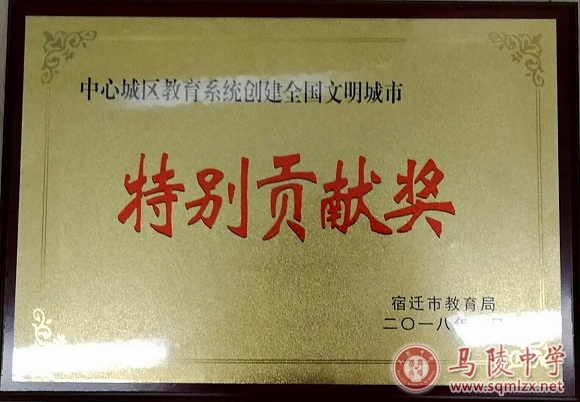 中心城区教育系统创建全国文明城市
特别贡献奖
宿迁市教育局
二〇一八年 月
马陵中学
www.sqmlzx.net